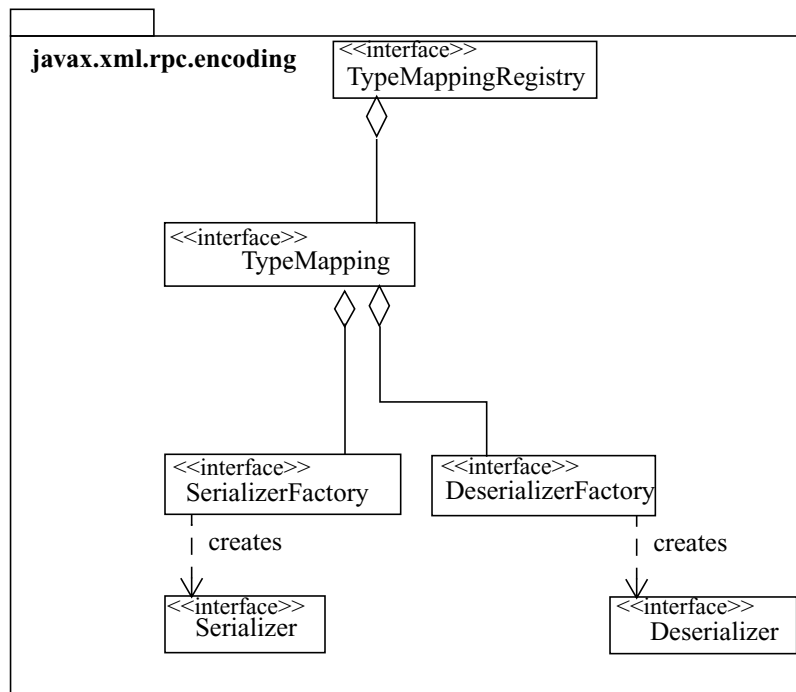 <<interface>>
javax.xml.rpc.encoding
TypeMappingRegistry
<<interface>>
TypeMapping
<<interface>>
SerializerFactory
<<interface>>
DeserializerFactory
creates
creates
<<interface>>
Serializer
<<interface>>
Deserializer